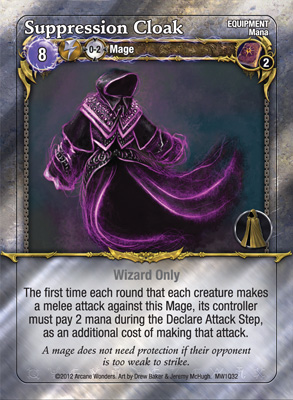 Suppression Cloak
EQUIPMENT
Mana
8
0-2
Mage
2
Wizard Only
The first time each round that each creature makes
a melee attack against this Mage, its controller
must pay 2 mana during the Declare Attack Step,
as an additional cost of making that attack.
A mage does not need protection if their opponent
is too weak to strike.
©2012 Arcane Wonders. Art by Drew Baker & Jeremy McHugh. MW1Q32